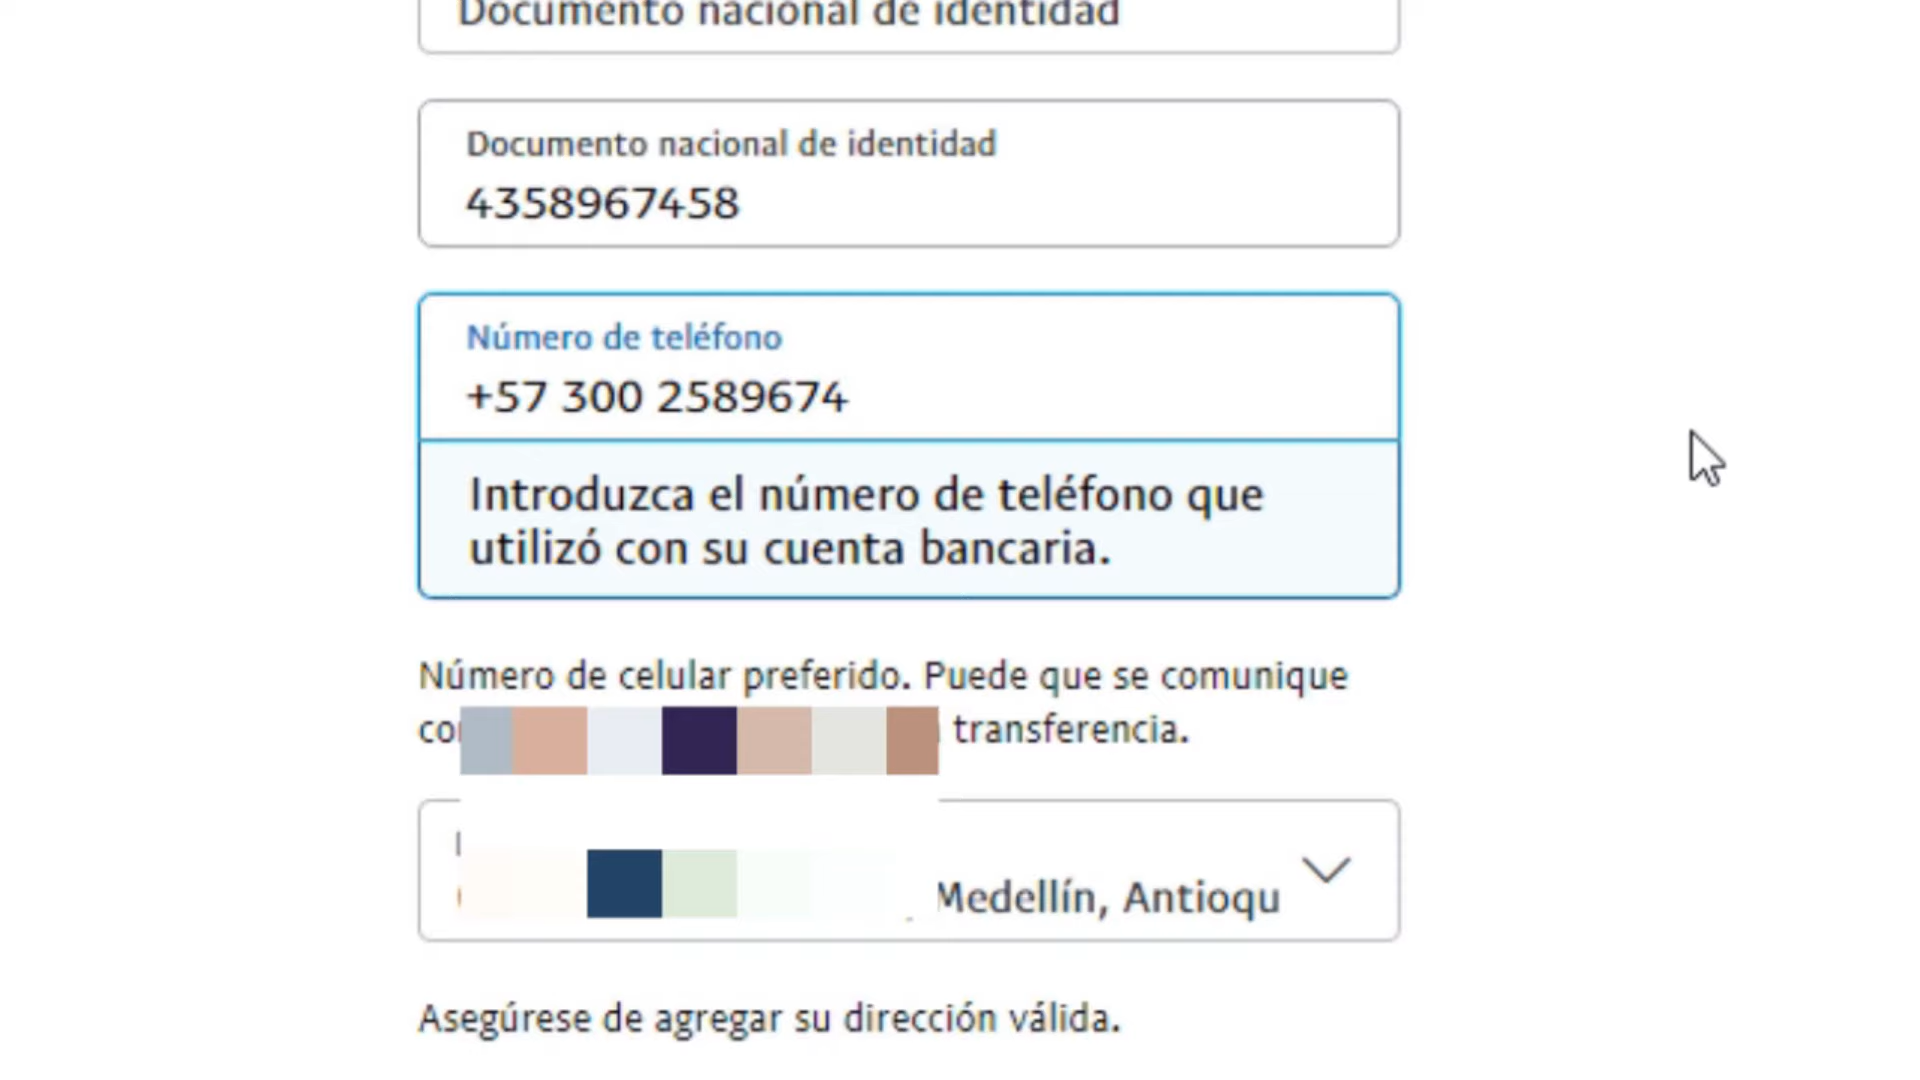 Documento nacional de identidad
Documento nacional de identidad
4358967458
Número de teléfono
+57 300 2589674
Introduzca el número de teléfono que
utilizó con su cuenta bancaria.
Número de celular preferido. Puede que se comunique
transferencia.
Medellín, Antioqu
Asegúrese de agregar su dirección válida.